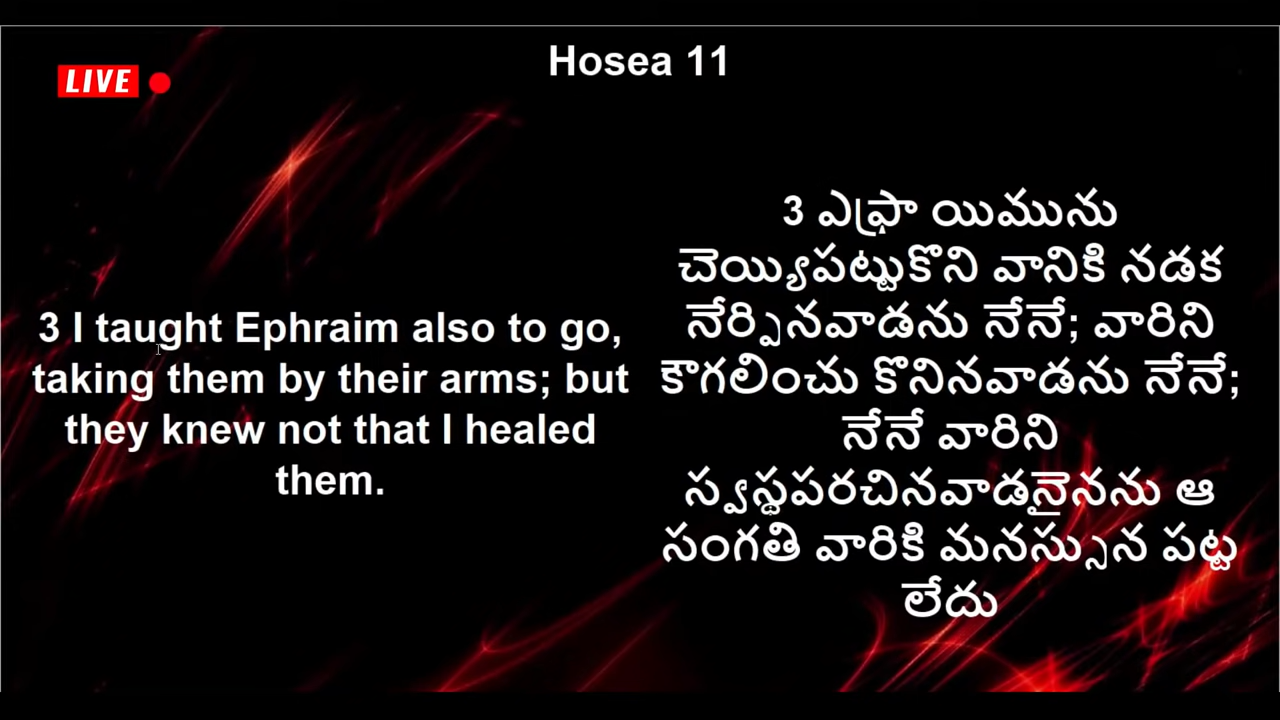 Hosea 11
LIVE
3 I taught Ephraim also to go,
taking them by their arms; but
they knew not that I healed
them.
3 ఎఫ్రా యిమును
చెయ్యిపట్టుకొని వానికి నడక
నేర్పినవాడను నేనే; వారిని
కౌగలించు కొనినవాడను నేనే;
నేనే వారిని
స్వస్థపరచినవాడనైనను ఆ
సంగతి వారికి మనస్సున పట్ట
లేదు